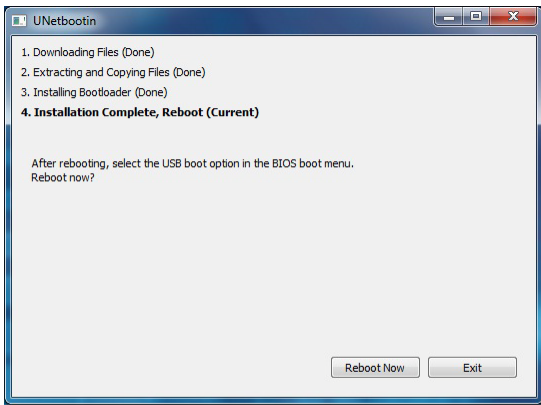 UNetbootin
1. Downloading Files (Done)
2. Extracting and Copying Files (Done)
3. Installing Bootloader (Done)
4. Installation Complete, Reboot (Current)
After rebooting, select the USB boot option in the BIOS boot menu.
Reboot now?
Reboot Now
Exit